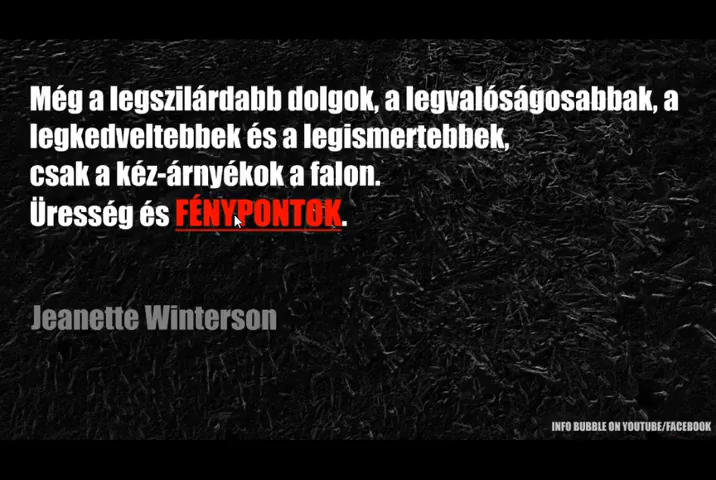 Még a legszilárdabb dolgok, a legvalóságosabbak, a
legkedveltebbek és a legismertebbek,
csak a kéz-árnyékok a falon.
Üresség és FÉNYPONTOK.
Jeanette Winterson
INFO BUBBLE ON YOUTUBE/FACEBOOK